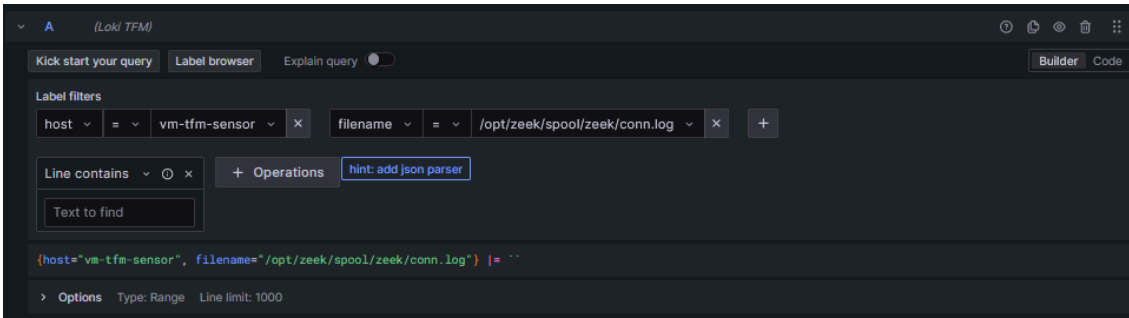 A (Loki TFM)
Kick start your query Label browser Explain query Builder Code
Label filters
host = vm-tfm-sensor × filename = /opt/zeek/spool/zeek/conn.log × +
Line contains × + Operations hint: add json parser
Text to find
{host="vm-tfm-sensor", filename="/opt/zeek/spool/zeek/conn.log"} |= ``
Options Type: Range Line limit: 1000